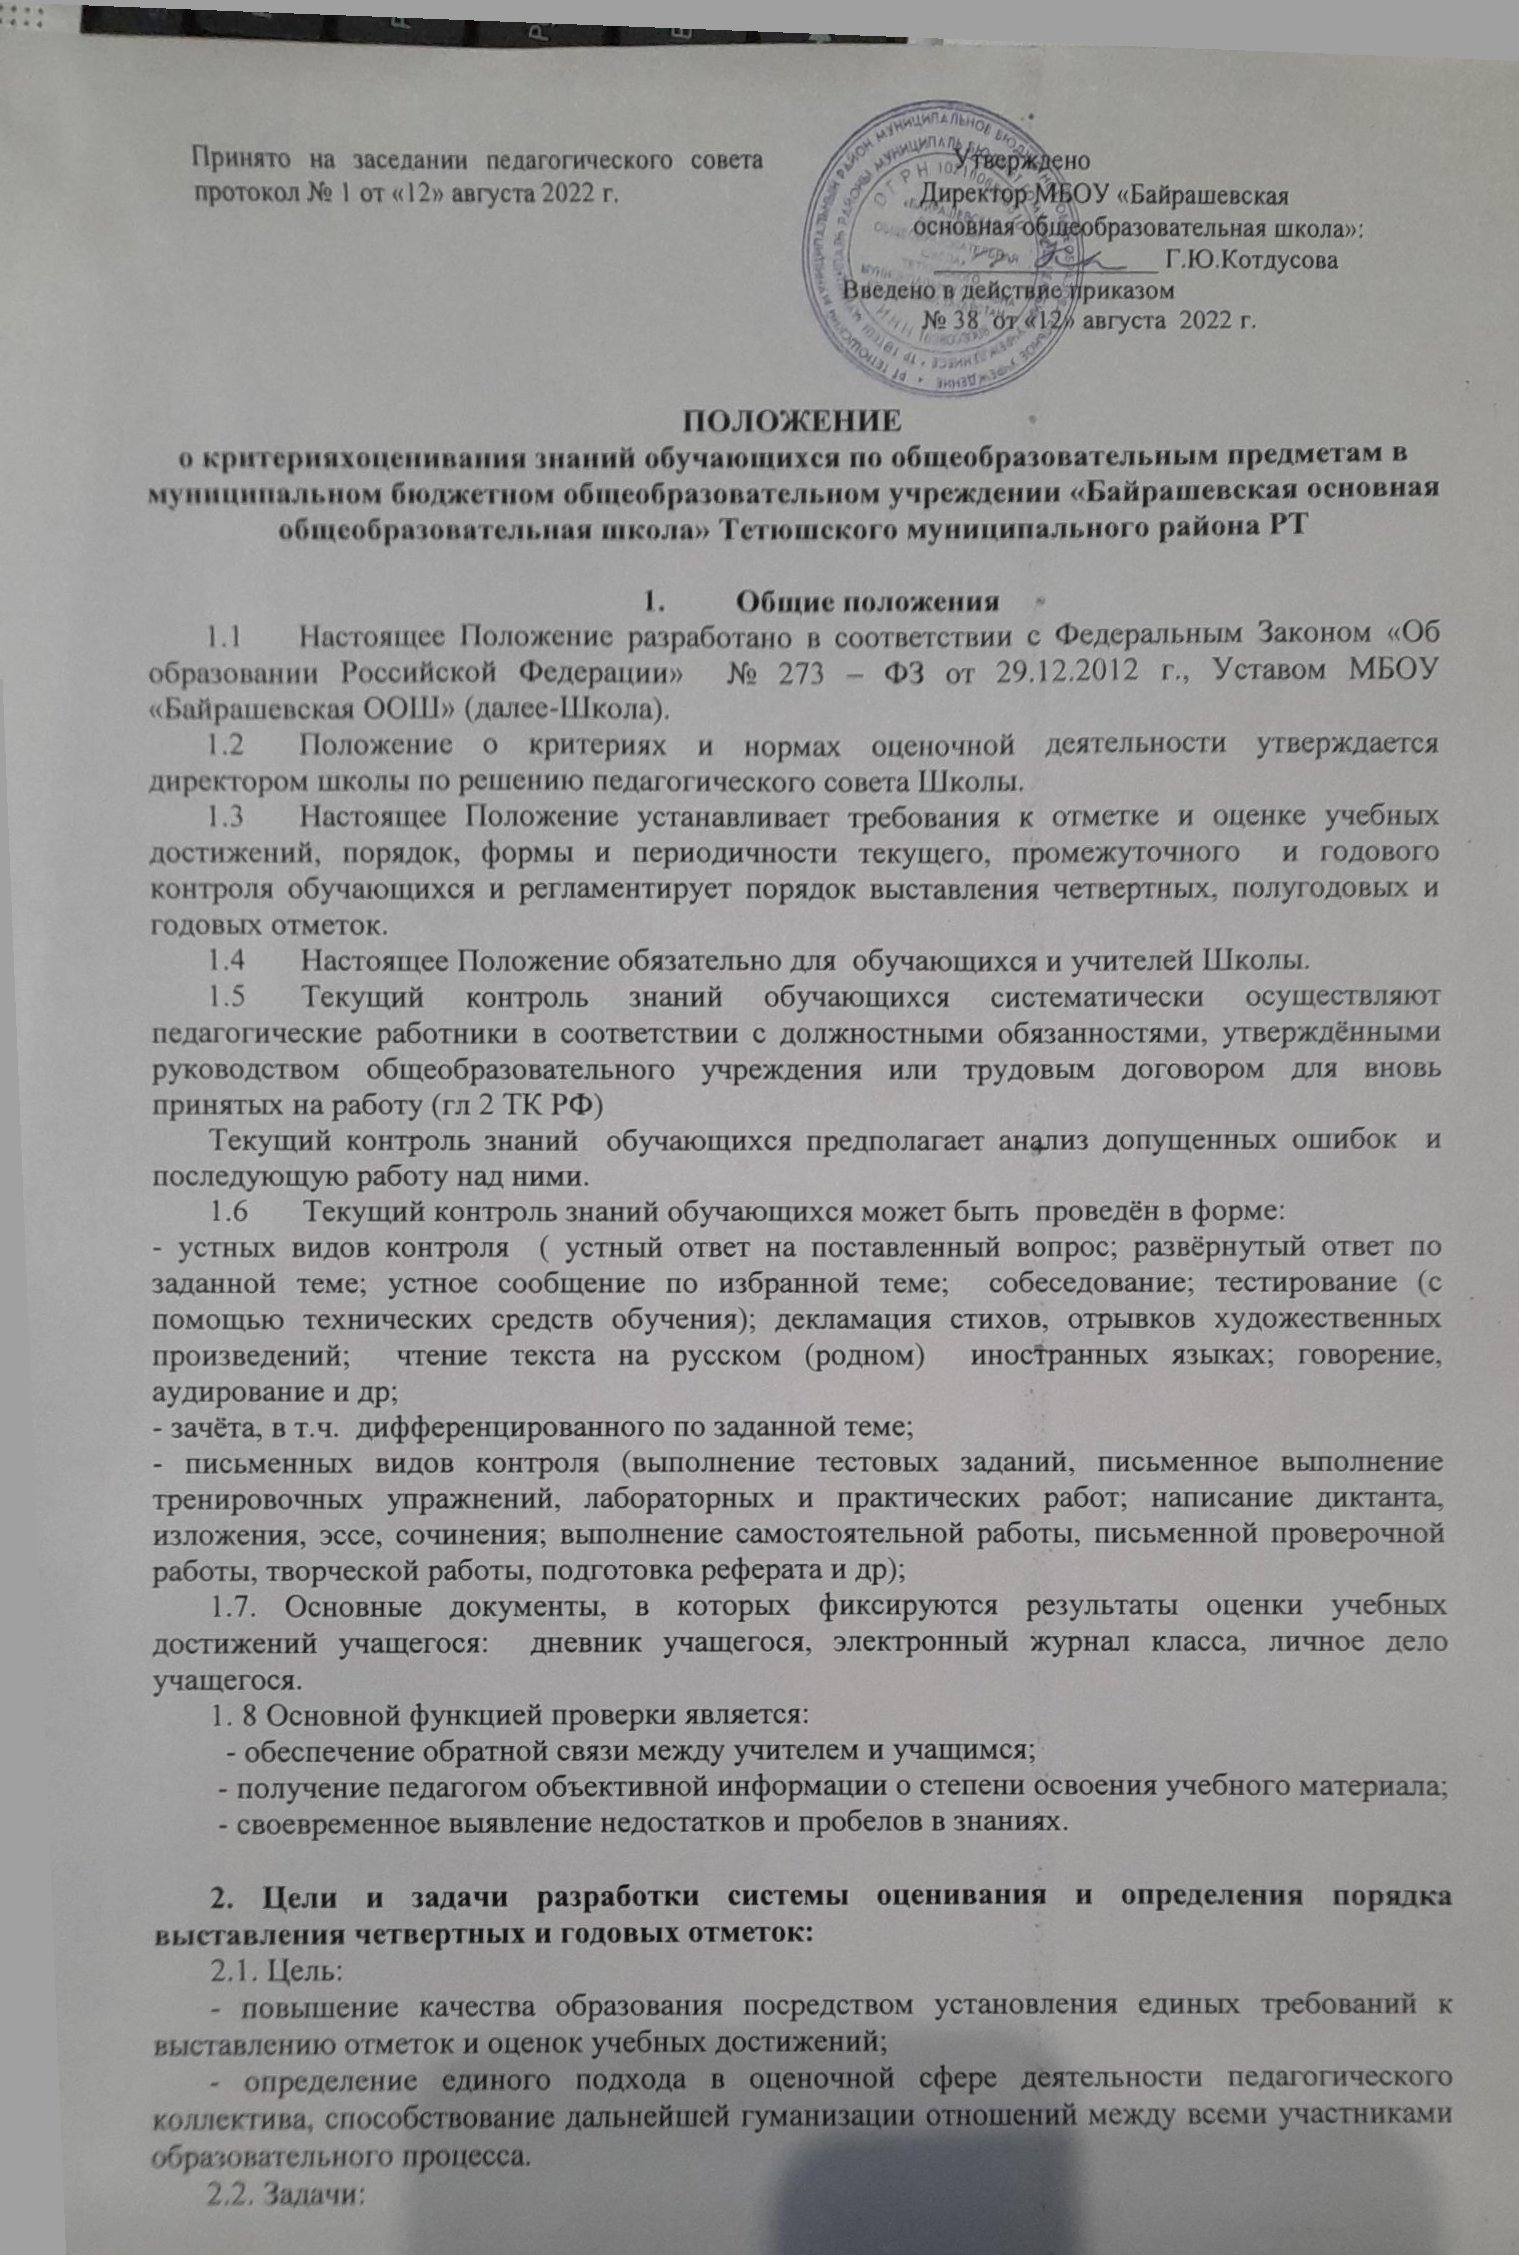 Принято на заседании педагогического совета
протокол № 1 от «12» августа 2022 г.
Утверждено
Директор МБОУ «Байрашевская
основная общеобразовательная школа»:
Г.Ю.Котдусова
Введено в действие приказом
№ 38 от «12» августа 2022 г.
ПОЛОЖЕНИЕ
о критерияхоценивания знаний обучающихся по общеобразовательным предметам в
муниципальном бюджетном общеобразовательном учреждении «Байрашевская основная
общеобразовательная школа» Тетюшского муниципального района РТ
1. Общие положения
1.1 Настоящее Положение разработано в соответствии с Федеральным Законом «Об
образовании Российской Федерации» № 273 – ФЗ от 29.12.2012 г., Уставом МБОУ
«Байрашевская ООШ» (далее-Школа).
1.2 Положение о критериях и нормах оценочной деятельности утверждается
директором школы по решению педагогического совета Школы.
1.3 Настоящее Положение устанавливает требования к отметке и оценке учебных
достижений, порядок, формы и периодичности текущего, промежуточного и годового
контроля обучающихся и регламентирует порядок выставления четвертных, полугодовых и
годовых отметок.
1.4 Настоящее Положение обязательно для обучающихся и учителей Школы.
1.5 Текущий контроль знаний обучающихся систематически осуществляют
педагогические работники в соответствии с должностными обязанностями, утверждёнными
руководством общеобразовательного учреждения или трудовым договором для вновь
принятых на работу (гл 2 ТК РФ)
Текущий контроль знаний обучающихся предполагает анализ допущенных ошибок и
последующую работу над ними.
1.6 Текущий контроль знаний обучающихся может быть проведён в форме:
- устных видов контроля ( устный ответ на поставленный вопрос; развёрнутый ответ по
заданной теме; устное сообщение по избранной теме; собеседование; тестирование (с
помощью технических средств обучения); декламация стихов, отрывков художественных
произведений; чтение текста на русском (родном) иностранных языках; говорение,
аудирование и др;
- зачёта, в т.ч. дифференцированного по заданной теме;
- письменных видов контроля (выполнение тестовых заданий, письменное выполнение
тренировочных упражнений, лабораторных и практических работ; написание диктанта,
изложения, эссе, сочинения; выполнение самостоятельной работы, письменной проверочной
работы, творческой работы, подготовка реферата и др);
1.7. Основные документы, в которых фиксируются результаты оценки учебных
достижений учащегося: дневник учащегося, электронный журнал класса, личное дело
учащегося.
1. 8 Основной функцией проверки является:
- обеспечение обратной связи между учителем и учащимся;
- получение педагогом объективной информации о степени освоения учебного материала;
- своевременное выявление недостатков и пробелов в знаниях.
2. Цели и задачи разработки системы оценивания и определения порядка
выставления четвертных и годовых отметок:
2.1. Цель:
- повышение качества образования посредством установления единых требований к
выставлению отметок и оценок учебных достижений;
- определение единого подхода в оценочной сфере деятельности педагогического
коллектива, способствование дальнейшей гуманизации отношений между всеми участниками
образовательного процесса.
2.2. Задачи: